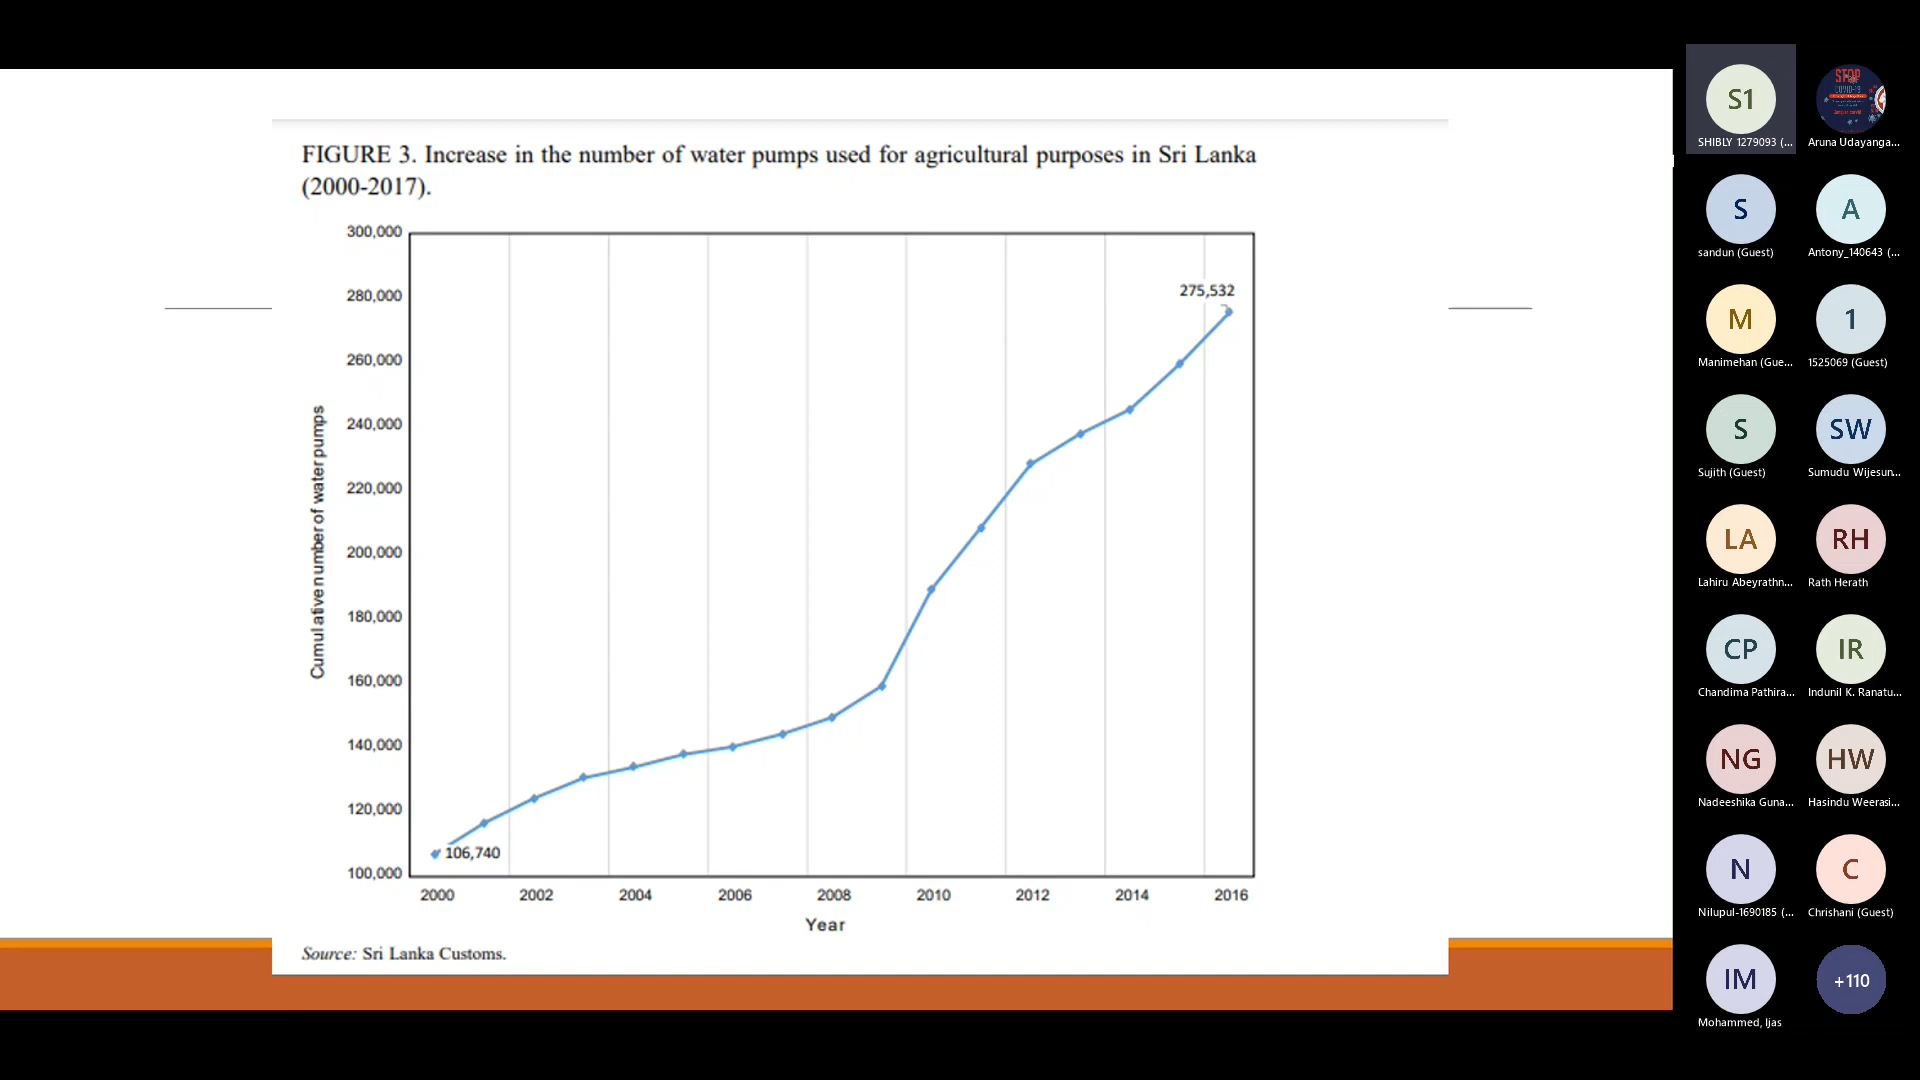 FIGURE 3. Increase in the number of water pumps used for agricultural purposes in Sri Lanka
(2000-2017).
300,000
280,000
260,000
240,000
220,000
200,000
180,000
160,000
140,000
120,000
100,000
Cumulative number of water pumps
275,532
106,740
2000 2002 2004 2006 2008 2010 2012 2014 2016
Year
Source: Sri Lanka Customs.
S1
SHIBLY 1279093 (...
STOP
COVID-19
Aruna Udayanga...
S
sandun (Guest)
A
Antony_140643 (...
M
Manimehan (Gue...
1
1525069 (Guest)
S
Sujith (Guest)
SW
Sumudu Wijesun...
LA
Lahiru Abeyrathn...
RH
Rath Herath
CP
Chandima Pathira...
IR
Indunil K. Ranatu...
NG
Nadeeshika Guna...
HW
Hasindu Weerasi...
N
Nilupul-1690185 (...
C
Chrishani (Guest)
IM
Mohammed, Ijas
+110